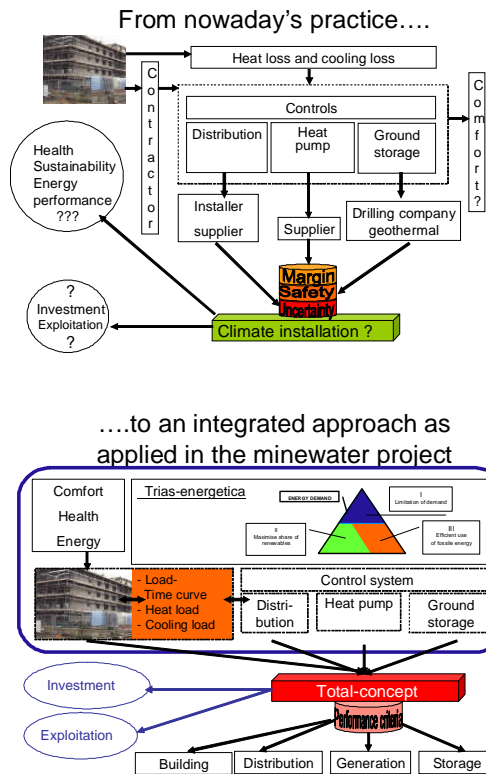 From nowaday's practice....
Heat loss and cooling loss
Contractor
Controls
Distribution
Heat
pump
Ground
storage
Comfort?
Health
Sustainability
Energy
performance
???
Installer
supplier
Supplier
Drilling company
geothermal
Margin
Safety
Uncertainty
?
Investment
Exploitation
?
Climate installation ?
....to an integrated approach as
applied in the minewater project
Comfort
Health
Energy
Trias-energetica
ENERGY DEMAND
I
Limitation of demand
II
Maximise share of
renewables
III
Efficient use
of fossile energy
- Load-
Time curve
- Heat load
- Cooling load
Control system
Distri-
bution
Heat pump
Ground
storage
Investment
Total-concept
Exploitation
Performance criteria
Building
Distribution
Generation
Storage